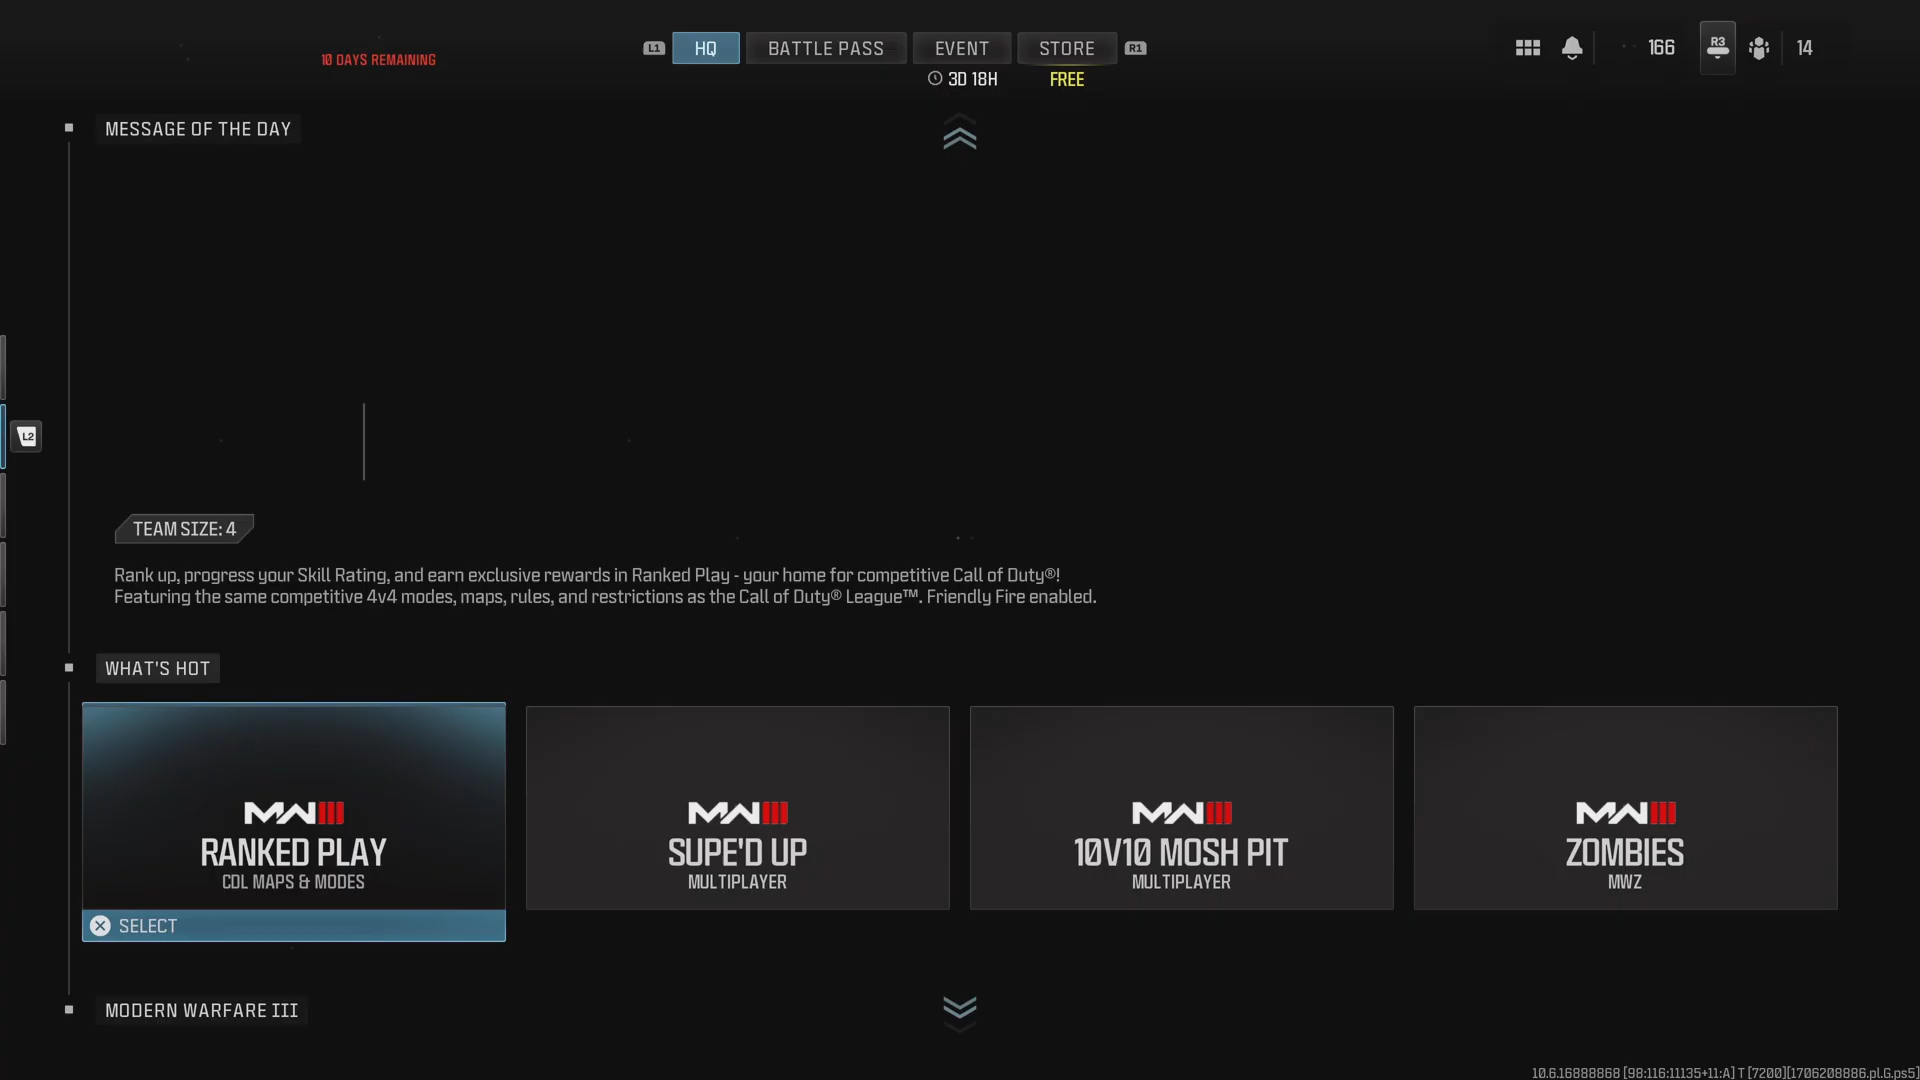 10 DAYS REMAINING
L1 HQ BATTLE PASS EVENT STORE R1
3D 18H
FREE
166 R3 14
MESSAGE OF THE DAY
L2
TEAM SIZE: 4
Rank up, progress your Skill Rating, and earn exclusive rewards in Ranked Play - your home for competitive Call of Duty®!
Featuring the same competitive 4v4 modes, maps, rules, and restrictions as the Call of Duty® League™. Friendly Fire enabled.
WHAT'S HOT
MWIII
RANKED PLAY
CDL MAPS & MODES
SELECT
MWIII
SUPE'D UP
MULTIPLAYER
MWIII
10V10 MOSH PIT
MULTIPLAYER
MWIII
ZOMBIES
MWZ
MODERN WARFARE III
10.6.16888868 [98:116:11135+11:A] T [7200][1706208886.pl.G.ps5]